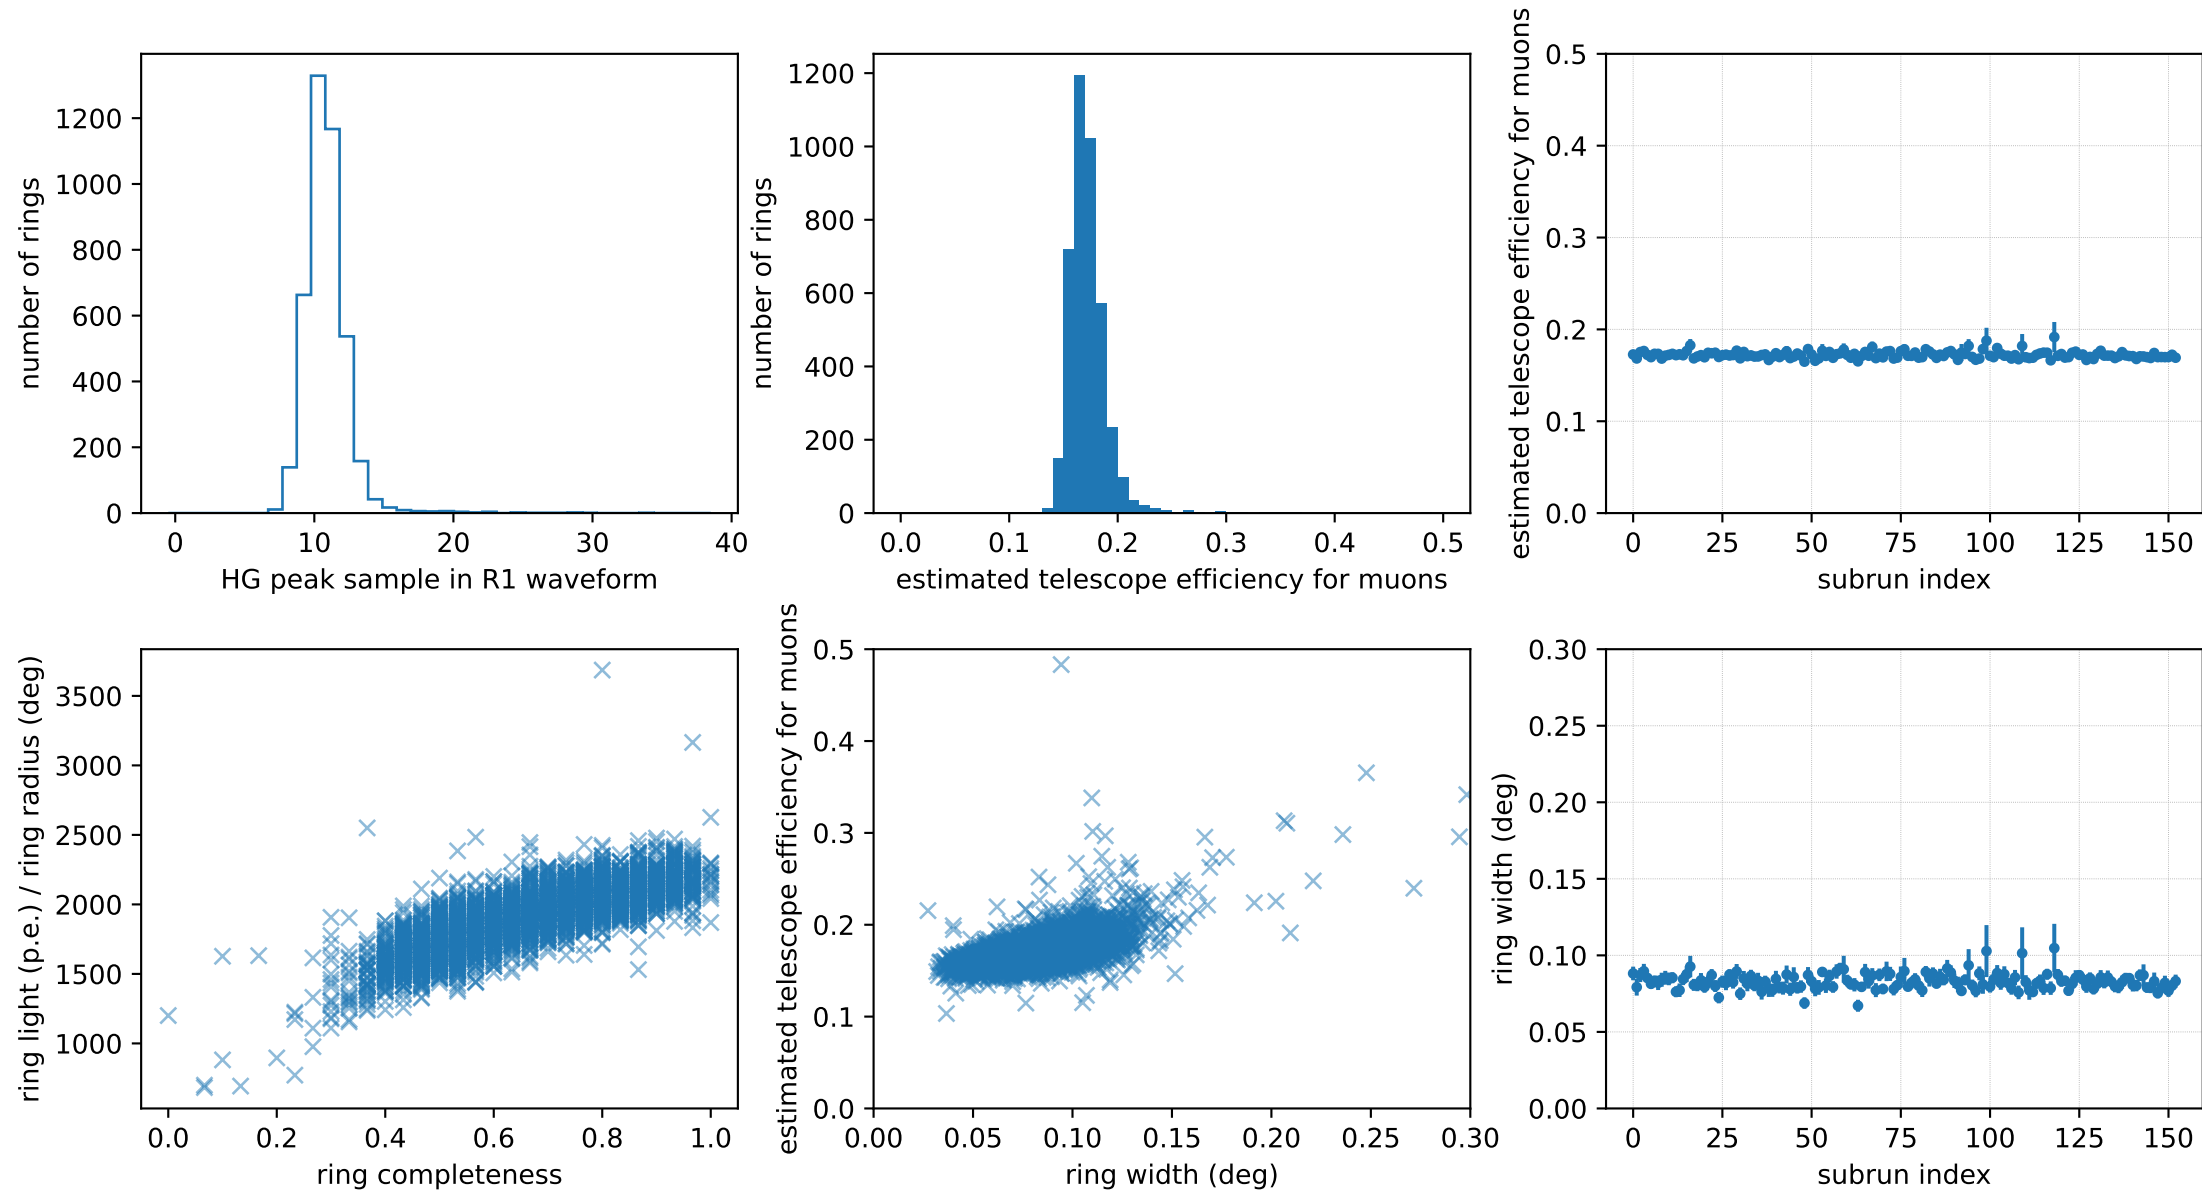 number of rings
1200
1000
800
600
400
200
0
0 10 20 30 40
HG peak sample in R1 waveform
number of rings
1200
1000
800
600
400
200
0
0.0 0.1 0.2 0.3 0.4 0.5
estimated telescope efficiency for muons
estimated telescope efficiency for muons
0.5
0.4
0.3
0.2
0.1
0.0
0 25 50 75 100 125 150
subrun index
ring light (p.e.) / ring radius (deg)
3500
3000
2500
2000
1500
1000
0.0 0.2 0.4 0.6 0.8 1.0
ring completeness
estimated telescope efficiency for muons
0.5
0.4
0.3
0.2
0.1
0.0
0.00 0.05 0.10 0.15 0.20 0.25 0.30
ring width (deg)
ring width (deg)
0.30
0.25
0.20
0.15
0.10
0.05
0.00
0 25 50 75 100 125 150
subrun index